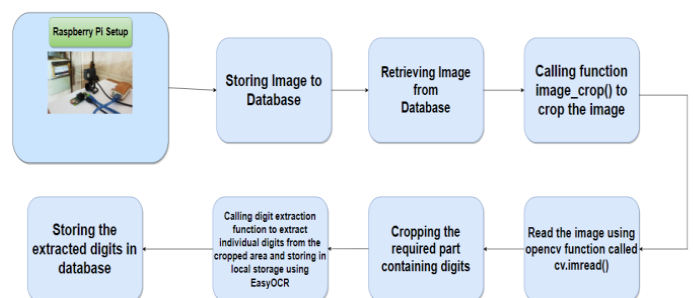 Raspberry Pi Setup
Storing Image to
Database
Retrieving Image
from
Database
Calling function
image_crop() to
crop the image
Read the image using
opencv function called
cv.imread()
Cropping the
required part
containing digits
Calling digit extraction
function to extract
individual digits from the
cropped area and storing in
local storage using
EasyOCR
Storing the
extracted digits in
database